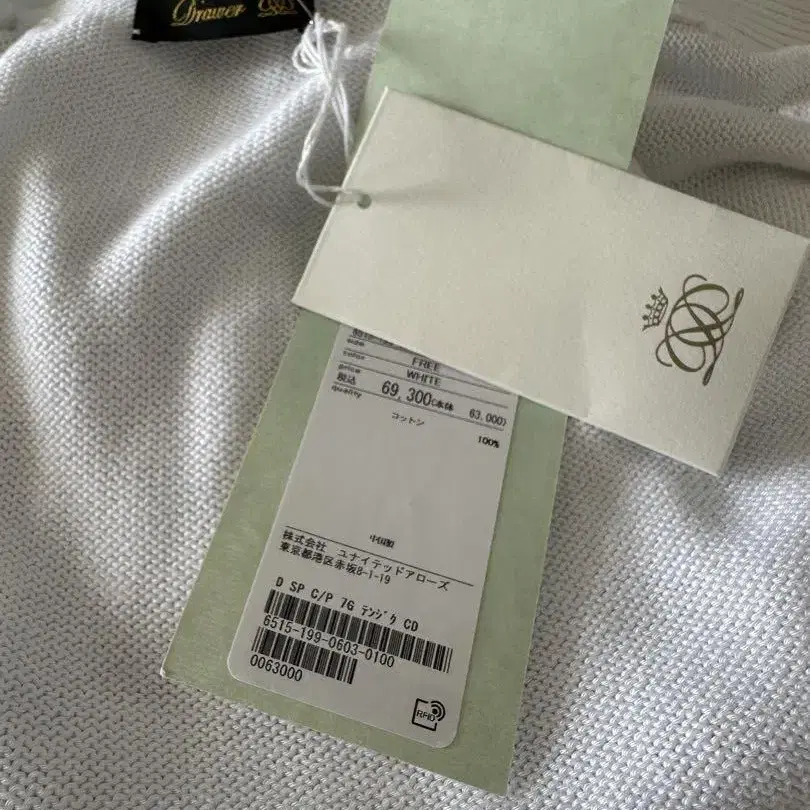 Drawer
size
FREE
color
WHITE
price
税込 69,300(本体 63,000)
quality
コットン 100%
中国製
株式会社 ユナイテッドアローズ
東京都港区赤坂8-1-19
D SP C/P 7G テンジク CD
6515-199-0603-0100
0063000
RFID